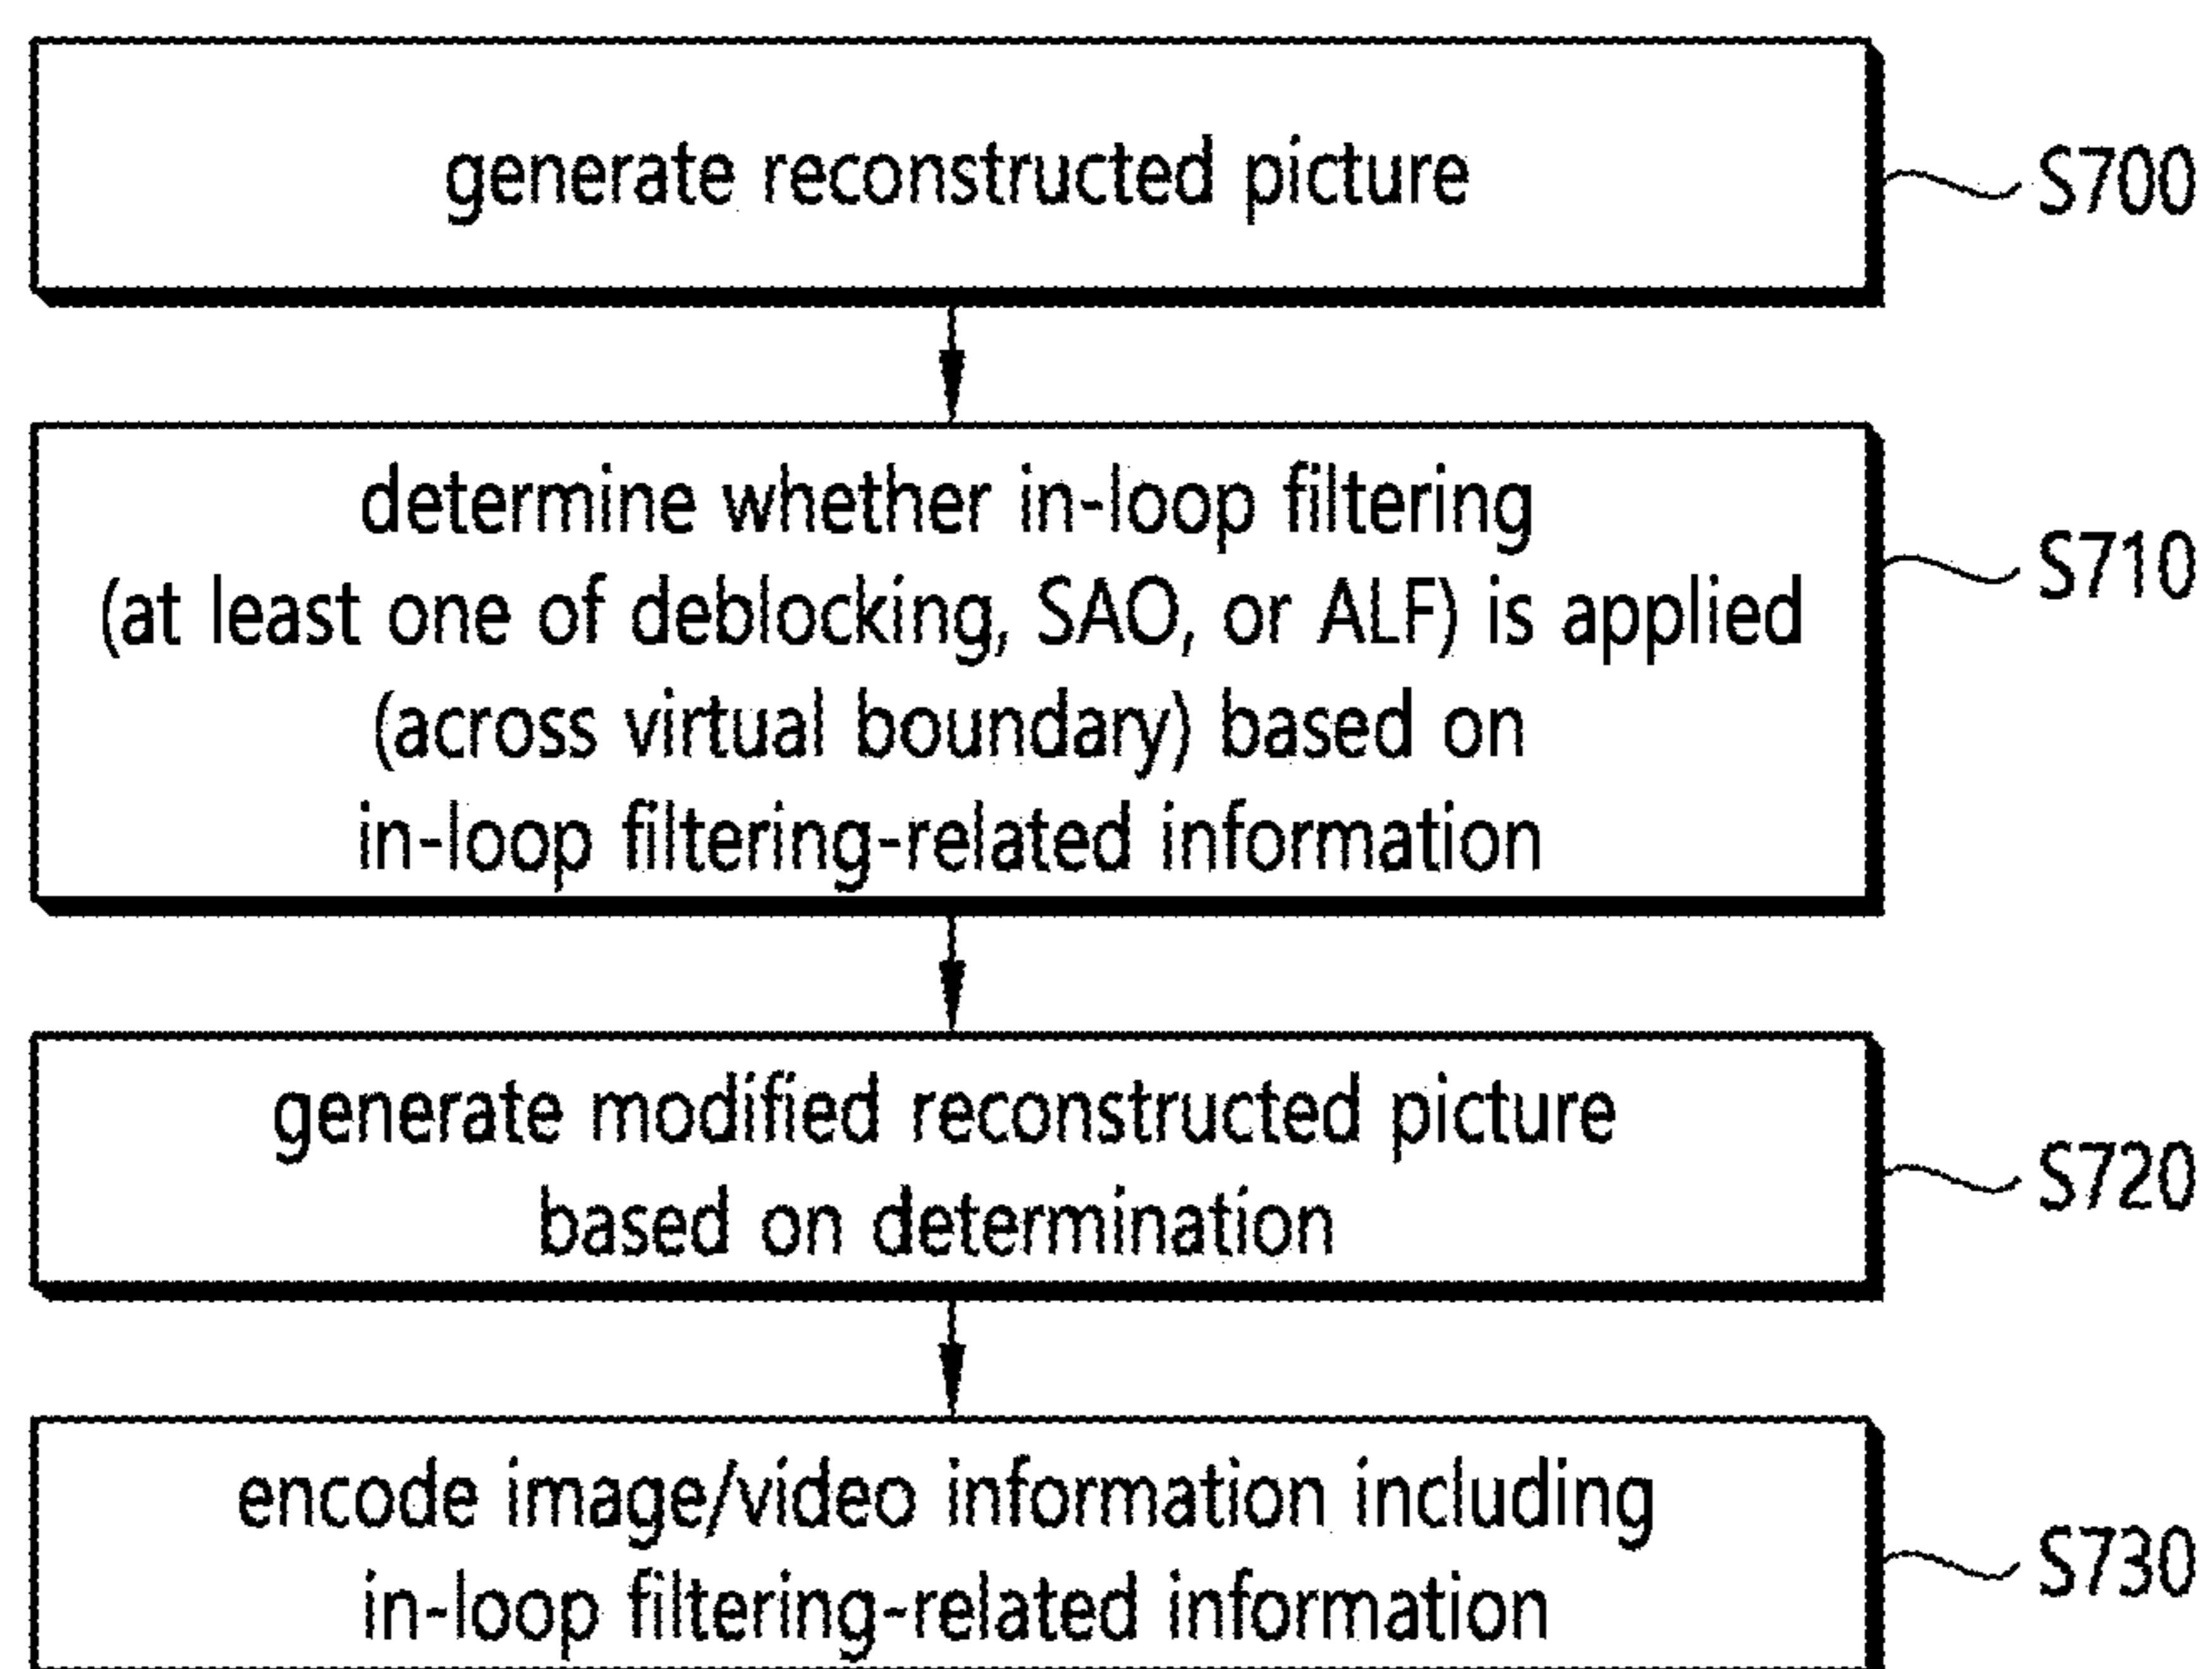 generate reconstructed picture
S700
determine whether in-loop filtering
(at least one of deblocking, SAO, or ALF) is applied
(across virtual boundary) based on
in-loop filtering-related information
S710
generate modified reconstructed picture
based on determination
S720
encode image/video information including
in-loop filtering-related information
S730